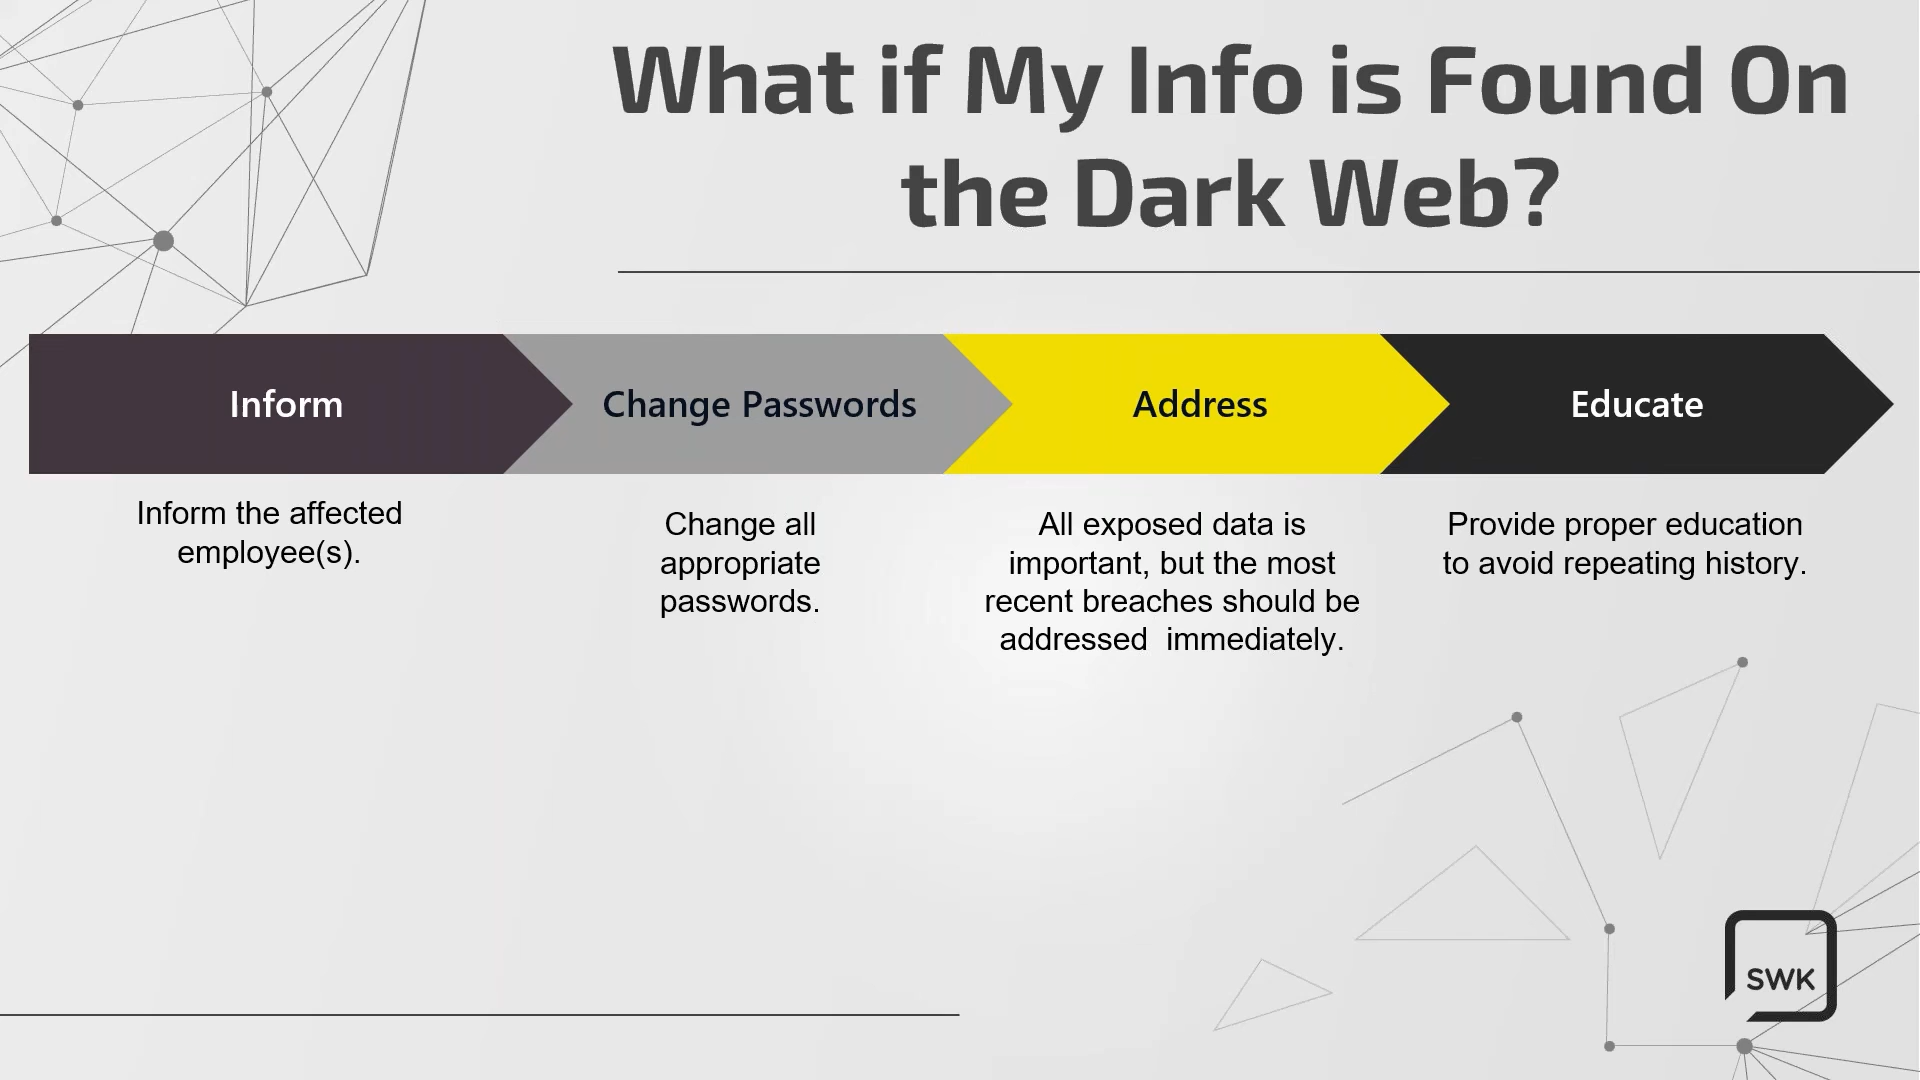 What if My Info is Found On
the Dark Web?
Inform
Change Passwords
Address
Educate
Inform the affected
employee(s).
Change all
appropriate
passwords.
All exposed data is
important, but the most
recent breaches should be
addressed  immediately.
Provide proper education
to avoid repeating history.
SWK